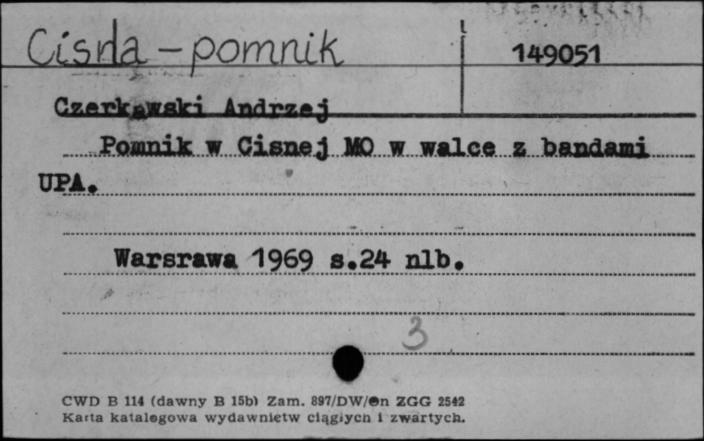 Cisna - pomnik
149051
Czerkawski Andrzej
Pomnik w Cisnej MO w walce z bandami
UPA.
Warsrawa 1969 s.24 nlb.
3
CWD B 114 (dawny B 15b) Zam. 897/DW/en ZGG 2542
Karta katalogowa wydawnictw ciągłych i zwartych.